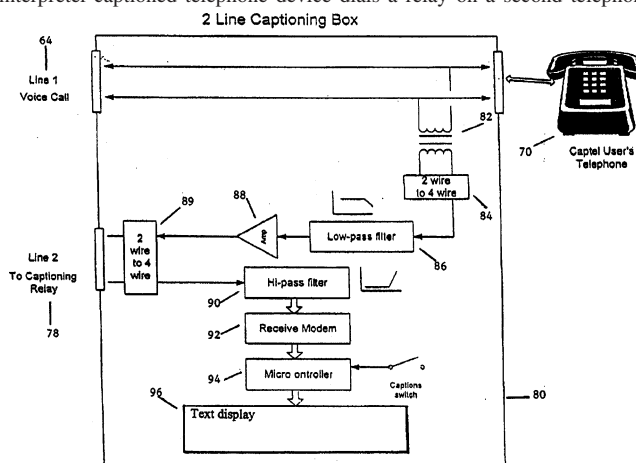 interpreter captioned telephone device dials a relay on a second telephon
2 Line Captioning Box
64
Line 1
Voice Call
82
70
Captel User's
Telephone
2 wire
to 4 wire
84
88
89
Amp
Low-pass filter
86
2
wire
to 4
wire
Line 2
To Captioning
Relay
78
Hi-pass fitter
90
Receive Modem
92
Micro ontroller
94
Captions
switch
80
96
Text display